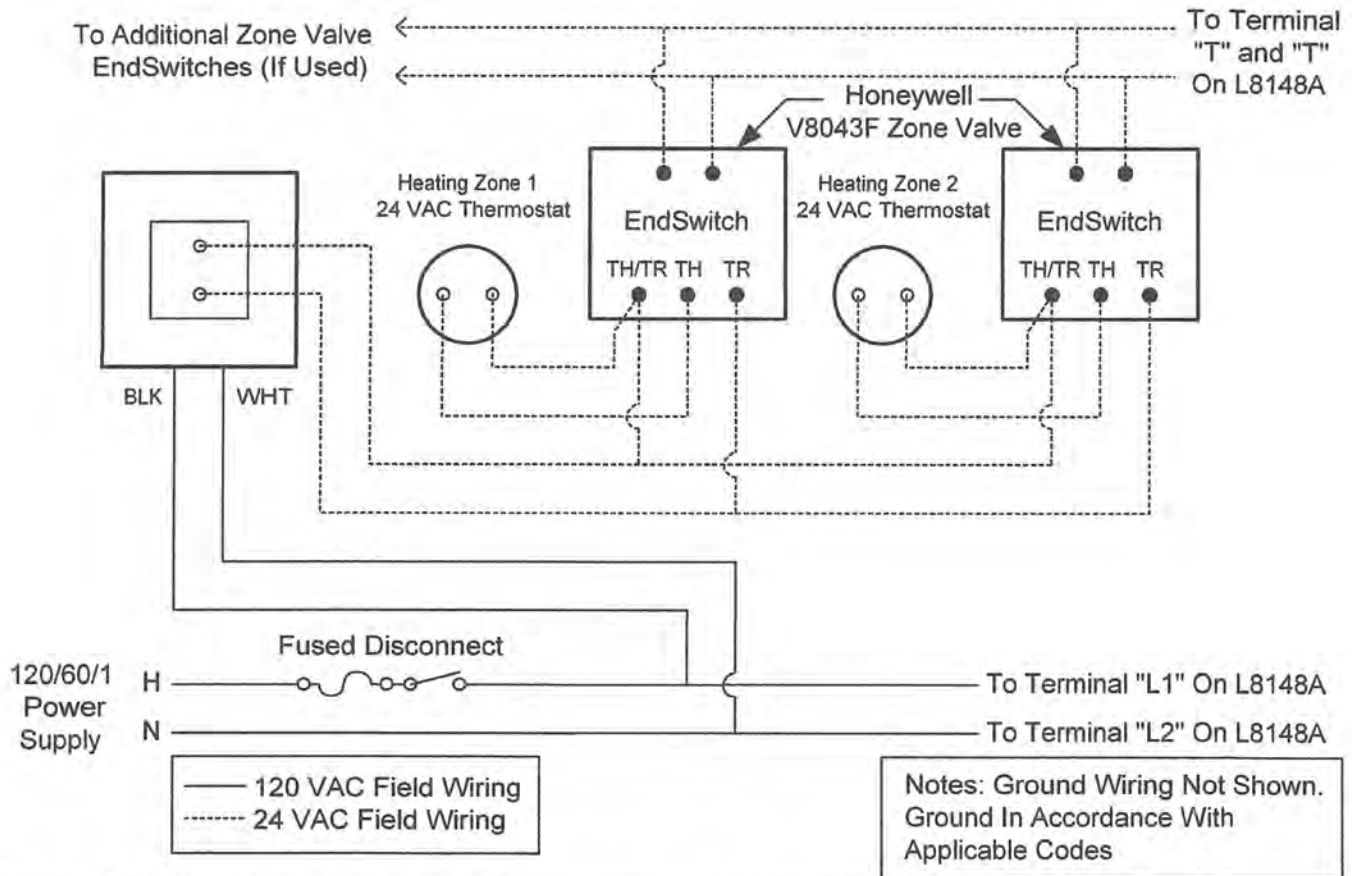 To Additional Zone Valve
EndSwitches (If Used)
To Terminal
"T" and "T"
On L8148A
Honeywell
V8043F Zone Valve
Heating Zone 1
24 VAC Thermostat
EndSwitch
TH/TR TH TR
Heating Zone 2
24 VAC Thermostat
EndSwitch
TH/TR TH TR
BLK
WHT
Fused Disconnect
120/60/1
Power
Supply
H
N
To Terminal "L1" On L8148A
To Terminal "L2" On L8148A
120 VAC Field Wiring
24 VAC Field Wiring
Notes: Ground Wiring Not Shown.
Ground In Accordance With
Applicable Codes